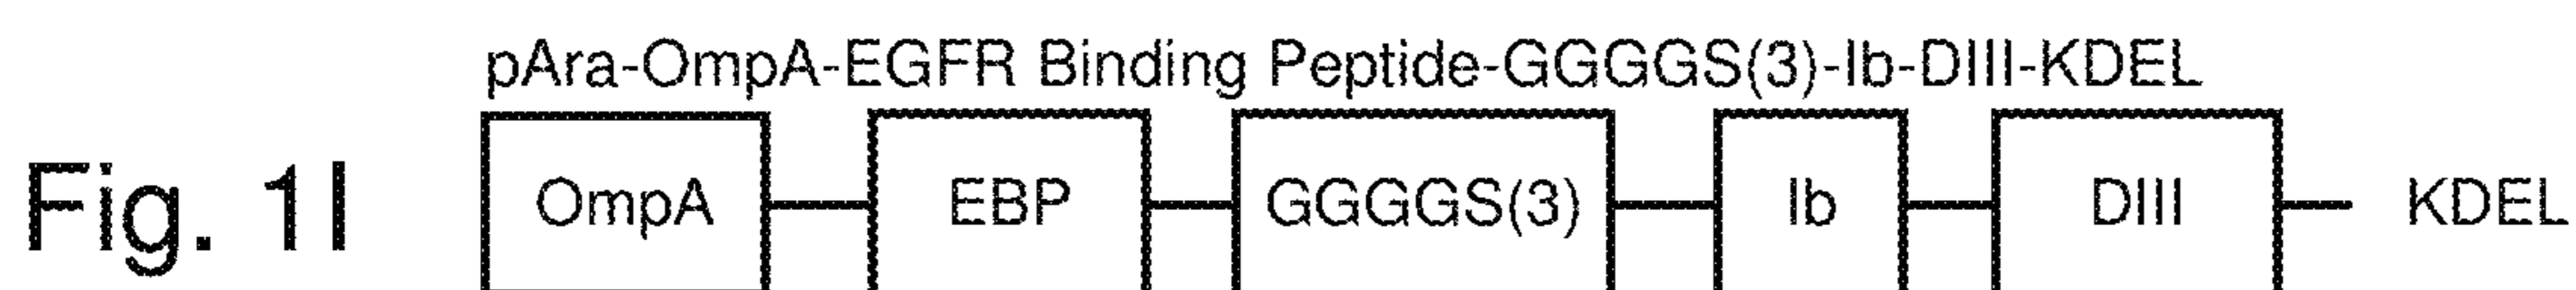 pAra-OmpA-EGFR Binding Peptide-GGGGS(3)-Ib-DIII-KDEL
Fig. 1I OmpA EBP GGGGS(3) Ib DIII KDEL